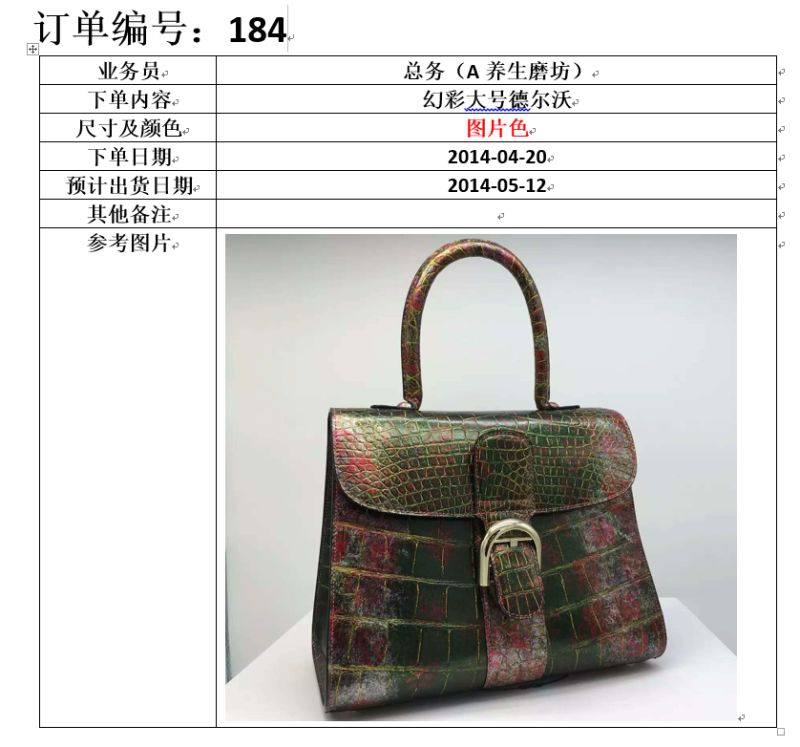 订单编号：184
业务员 总务（A 养生磨坊）
下单内容 幻彩大号德尔沃
尺寸及颜色 图片色
下单日期 2014-04-20
预计出货日期 2014-05-12
其他备注
参考图片